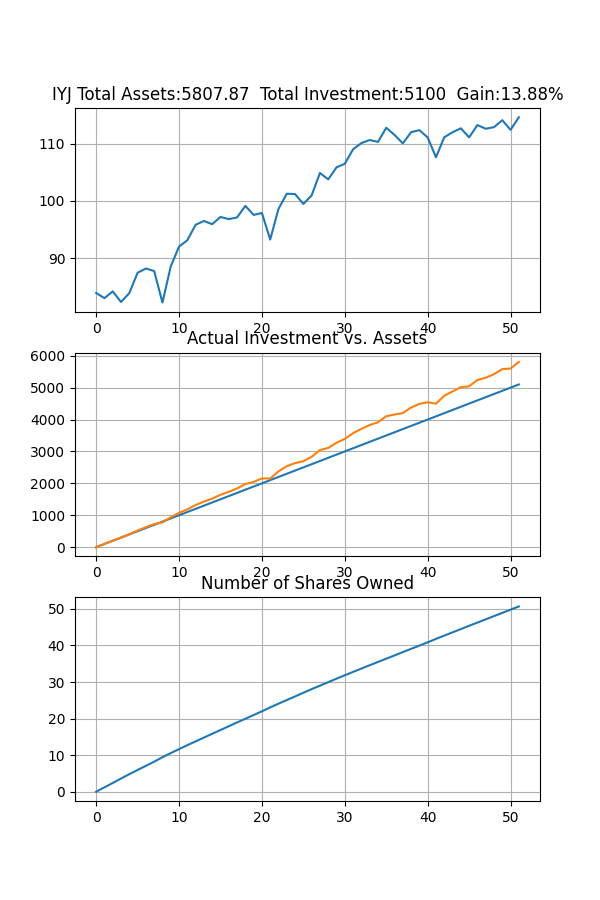 IYJ Total Assets:5807.87  Total Investment:5100  Gain:13.88%
110
100
90
0 10 20 30 40 50
Actual Investment vs. Assets
6000
5000
4000
3000
2000
1000
0
0 10 20 30 40 50
Number of Shares Owned
50
40
30
20
10
0
0 10 20 30 40 50